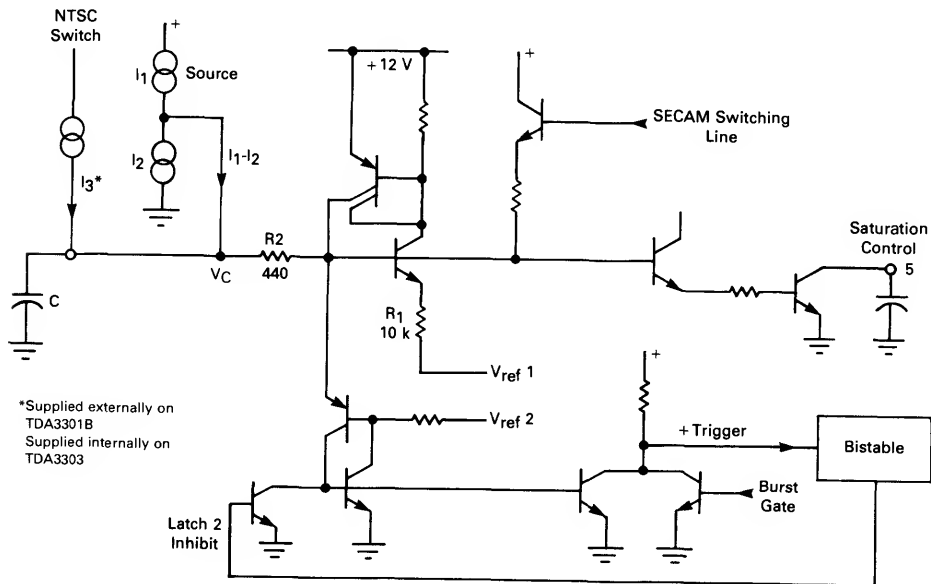 NTSC
Switch
+
I1
Source
I2
I1-I2
I3*
C
VC
R2
440
+12 V
R1
10 k
Vref 1
+
SECAM Switching
Line
Saturation
Control
5
*Supplied externally on
TDA3301B
Supplied internally on
TDA3303
Vref 2
+
+Trigger
Bistable
Burst
Gate
Latch 2
Inhibit